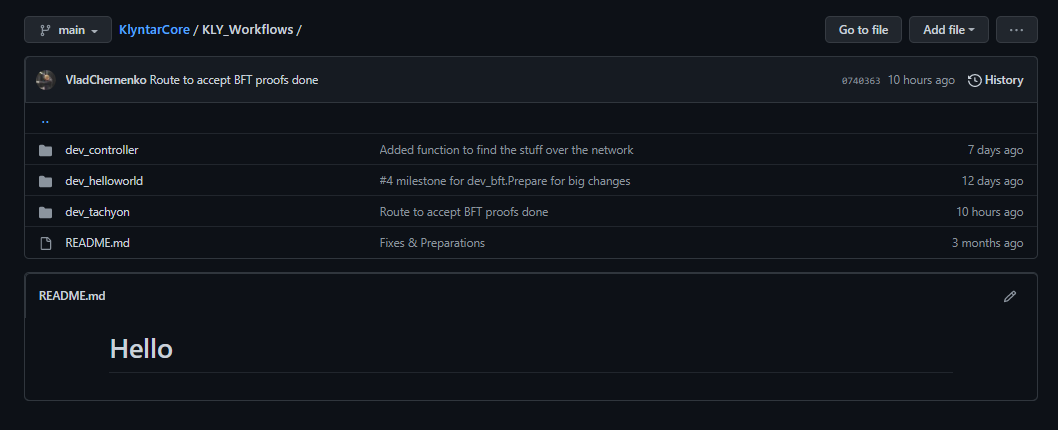 main
KlyntarCore / KLY_Workflows /
Go to file
Add file
VladChernenko Route to accept BFT proofs done
0740363 10 hours ago History
..
dev_controller Added function to find the stuff over the network 7 days ago
dev_helloworld #4 milestone for dev_bft.Prepare for big changes 12 days ago
dev_tachyon Route to accept BFT proofs done 10 hours ago
README.md Fixes & Preparations 3 months ago
README.md
Hello